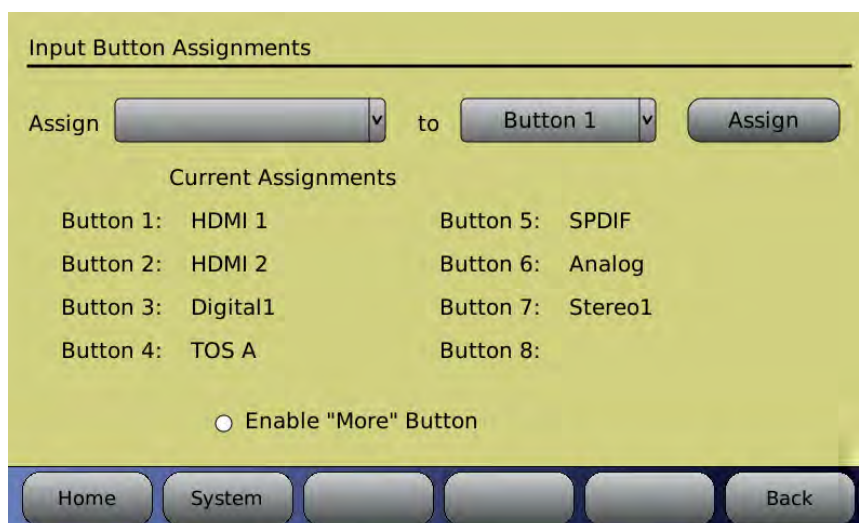 Input Button Assignments
Assign to Button 1 Assign
Current Assignments
Button 1: HDMI 1 Button 5: SPDIF
Button 2: HDMI 2 Button 6: Analog
Button 3: Digital1 Button 7: Stereo1
Button 4: TOS A Button 8:
Enable "More" Button
Home System Back